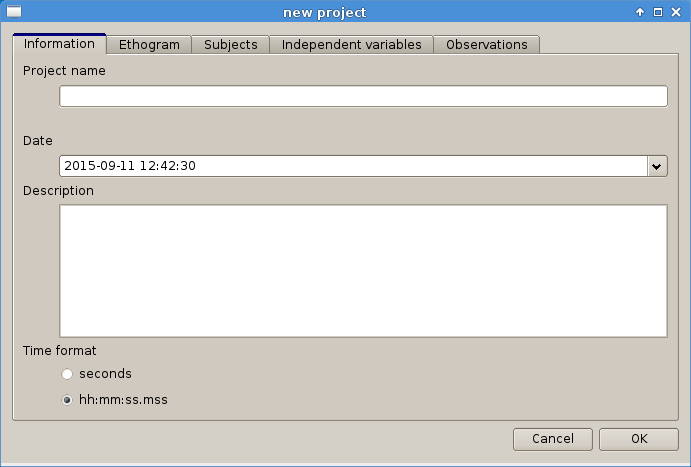 new project
Information Ethogram Subjects Independent variables Observations
Project name
Date
2015-09-11 12:42:30
Description
Time format
seconds
hh:mm:ss.mss
Cancel OK